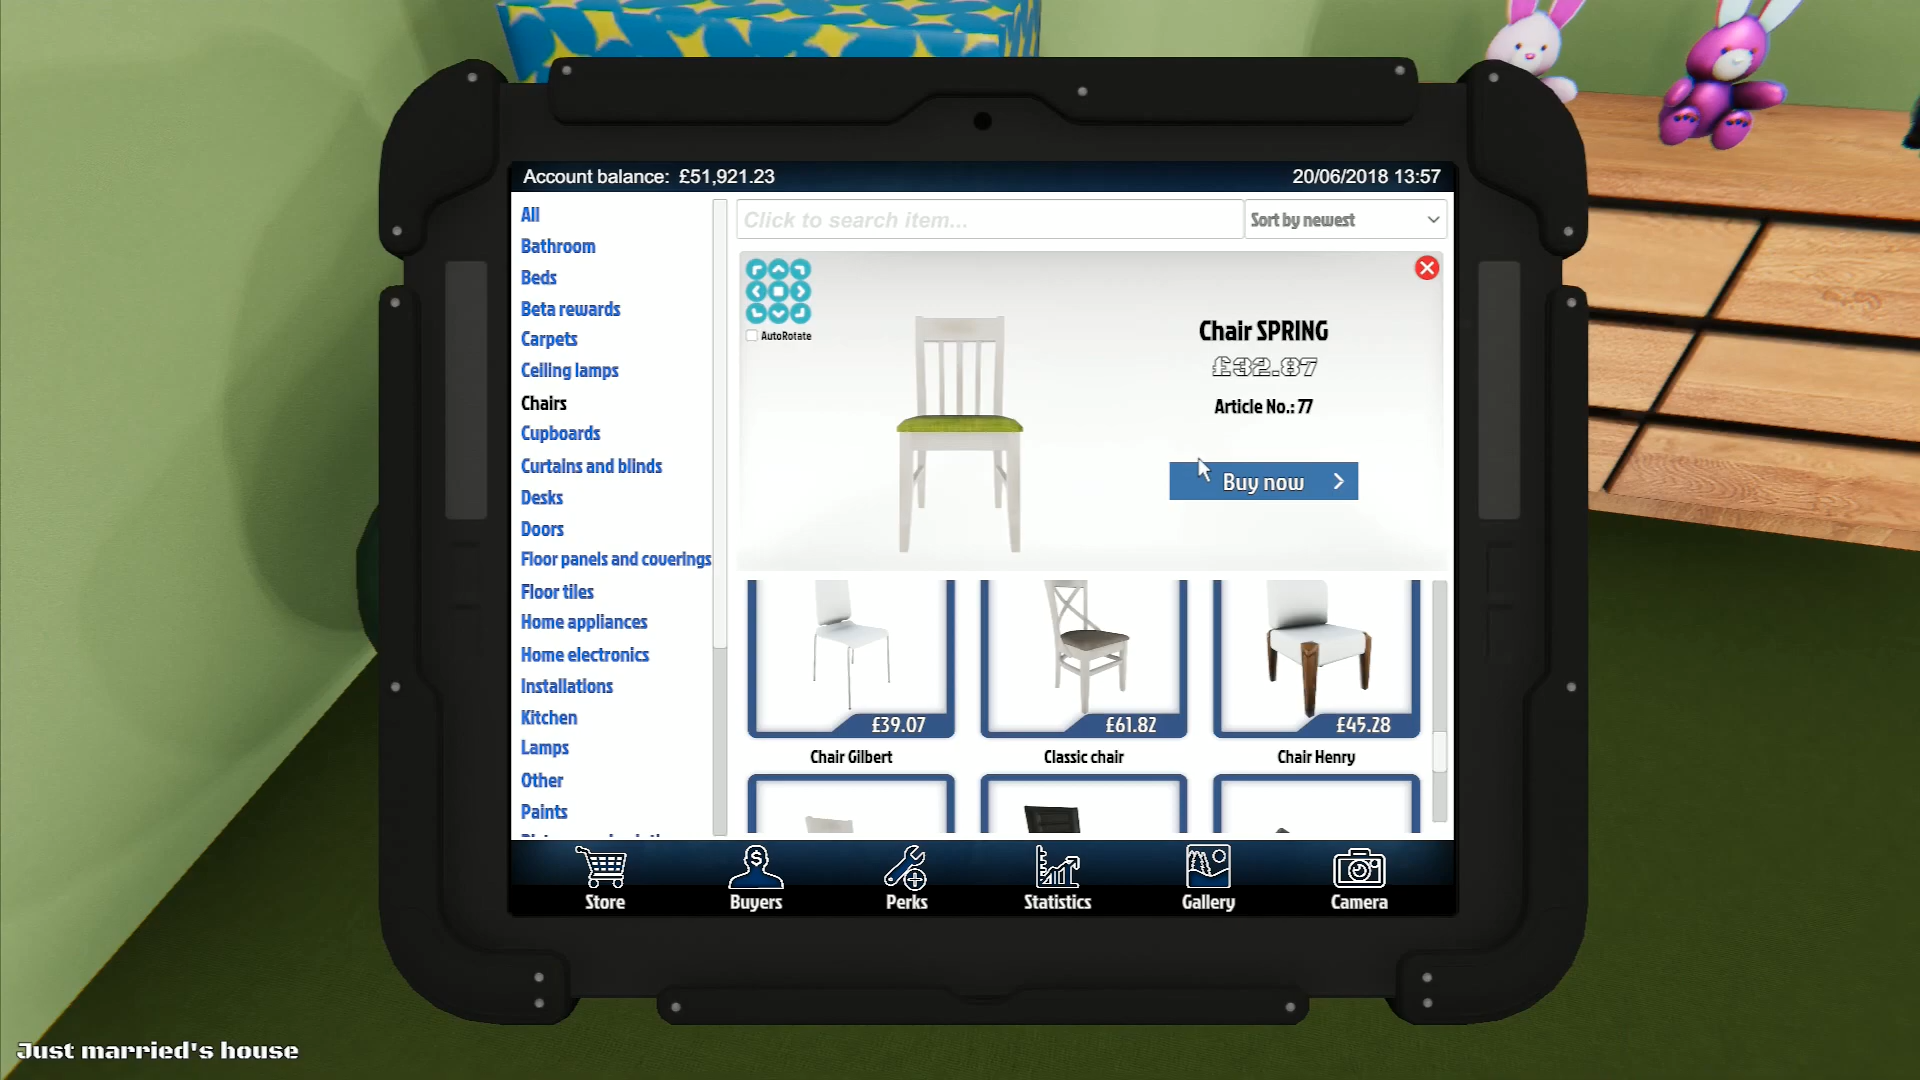 Account balance: £51,921.23
20/06/2018 13:57
All
Bathroom
Beds
Beta rewards
Carpets
Ceiling lamps
Chairs
Cupboards
Curtains and blinds
Desks
Doors
Floor panels and coverings
Floor tiles
Home appliances
Home electronics
Installations
Kitchen
Lamps
Other
Paints
Click to search item...
Sort by newest
AutoRotate
Chair SPRING
£32.87
Article No.: 77
Buy now
£39.07
£61.82
£45.28
Chair Gilbert
Classic chair
Chair Henry
Store
Buyers
Perks
Statistics
Gallery
Camera
Just married's house